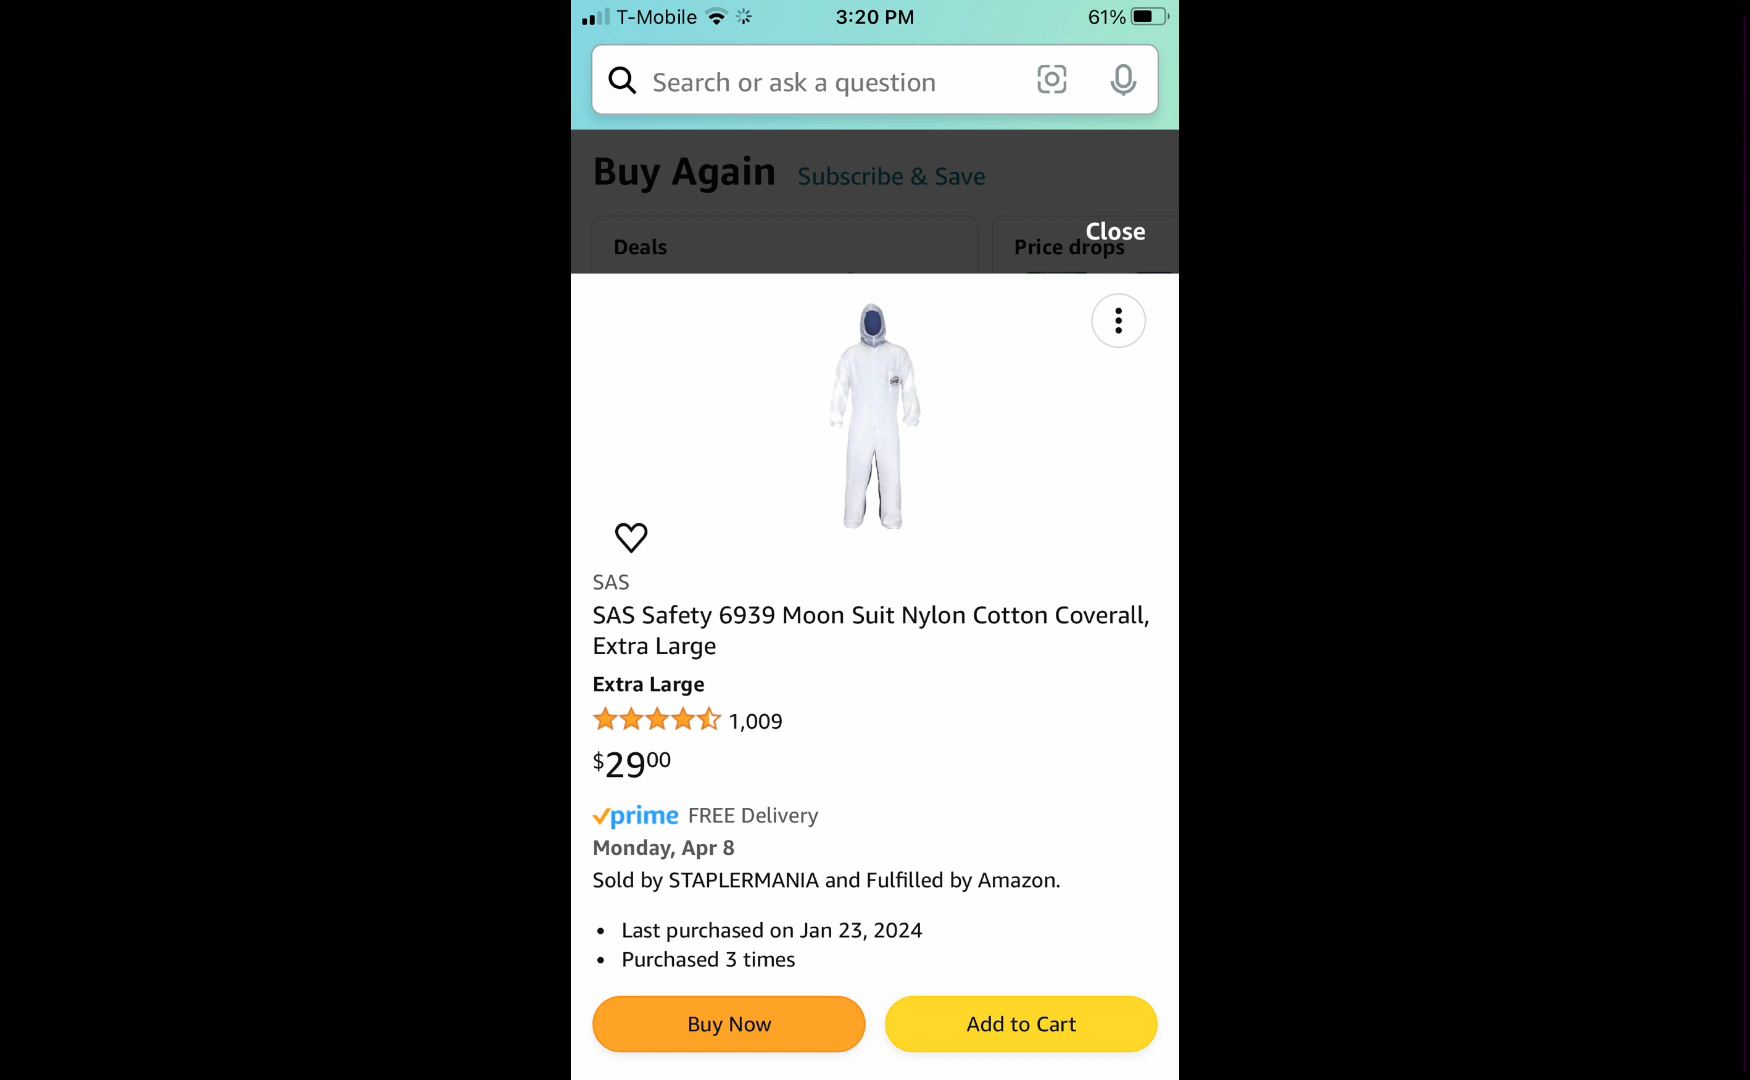 T-Mobile 3:20 PM 61%
Search or ask a question
Buy Again Subscribe & Save
Close
Deals Price drops
SAS
SAS Safety 6939 Moon Suit Nylon Cotton Coverall,
Extra Large
Extra Large
1,009
$2900
prime FREE Delivery
Monday, Apr 8
Sold by STAPLERMANIA and Fulfilled by Amazon.
• Last purchased on Jan 23, 2024
• Purchased 3 times
Buy Now Add to Cart